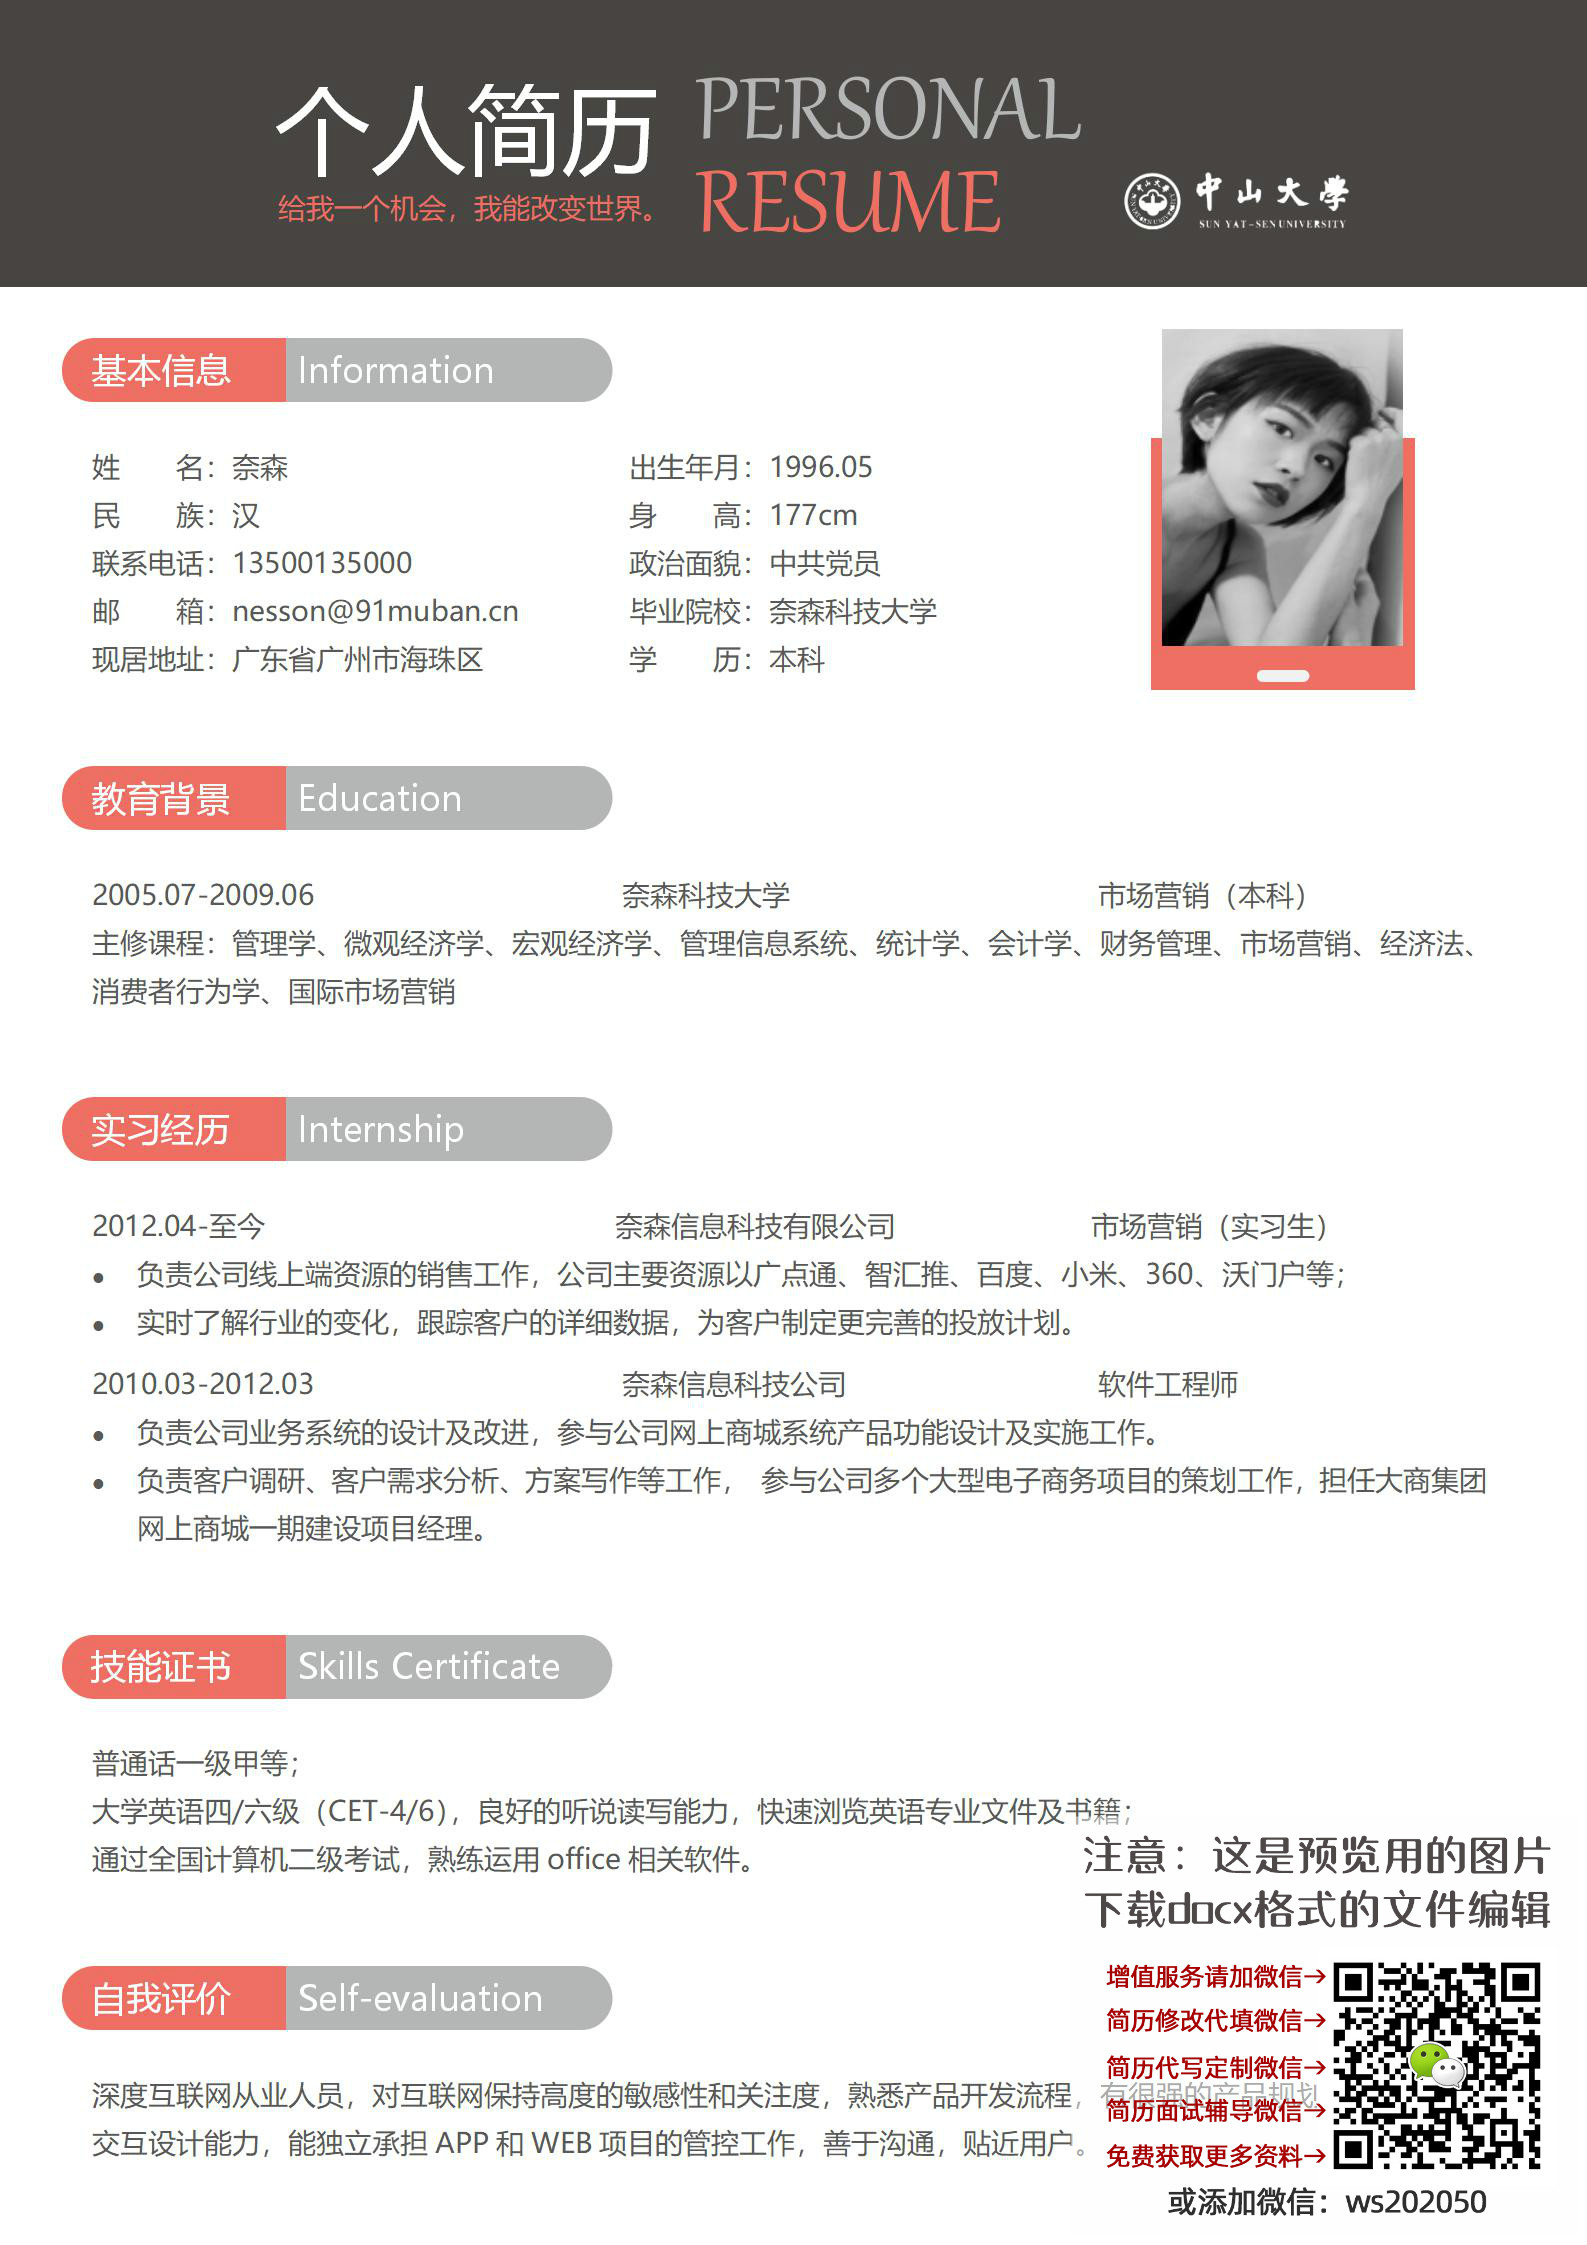 个人简历
PERSONAL
RESUME
给我一个机会，我能改变世界。
中山大學
SUN YAT-SEN UNIVERSITY
基本信息 Information
姓 名：奈森 出生年月：1996.05
民 族：汉 身 高：177cm
联系电话：13500135000 政治面貌：中共党员
邮 箱：nesson@91muban.cn 毕业院校：奈森科技大学
现居地址：广东省广州市海珠区 学 历：本科
教育背景 Education
2005.07-2009.06 奈森科技大学 市场营销（本科）
主修课程：管理学、微观经济学、宏观经济学、管理信息系统、统计学、会计学、财务管理、市场营销、经济法、
消费者行为学、国际市场营销
实习经历 Internship
2012.04-至今 奈森信息科技有限公司 市场营销（实习生）
● 负责公司线上端资源的销售工作，公司主要资源以广点通、智汇推、百度、小米、360、沃门户等；
● 实时了解行业的变化，跟踪客户的详细数据，为客户制定更完善的投放计划。
2010.03-2012.03 奈森信息科技公司 软件工程师
● 负责公司业务系统的设计及改进，参与公司网上商城系统产品功能设计及实施工作。
● 负责客户调研、客户需求分析、方案写作等工作， 参与公司多个大型电子商务项目的策划工作，担任大商集团
网上商城一期建设项目经理。
技能证书 Skills Certificate
普通话一级甲等；
大学英语四/六级（CET-4/6），良好的听说读写能力，快速浏览英语专业文件及书籍；
通过全国计算机二级考试，熟练运用 office 相关软件。
自我评价 Self-evaluation
深度互联网从业人员，对互联网保持高度的敏感性和关注度，熟悉产品开发流程，有很强的产品规划
交互设计能力，能独立承担 APP 和 WEB 项目的管控工作，善于沟通，贴近用户。
注意：这是预览用的图片
下载docx格式的文件编辑
增值服务请加微信→
简历修改代填微信→
简历代写定制微信→
简历面试辅导微信→
免费获取更多资料→
或添加微信：ws202050